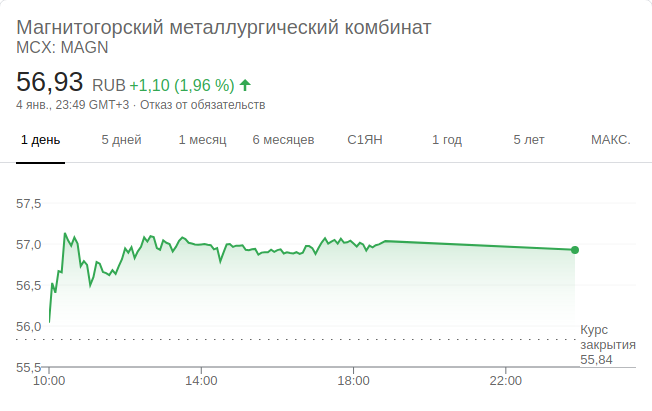 Магнитогорский металлургический комбинат
MCX: MAGN
56,93 RUB +1,10 (1,96 %)
4 янв., 23:49 GMT+3 · Отказ от обязательств
1 день 5 дней 1 месяц 6 месяцев С1ЯН 1 год 5 лет МАКС.
57,5
57,0
56,5
56,0
Курс
закрытия
55,84
55,5
10:00 14:00 18:00 22:00